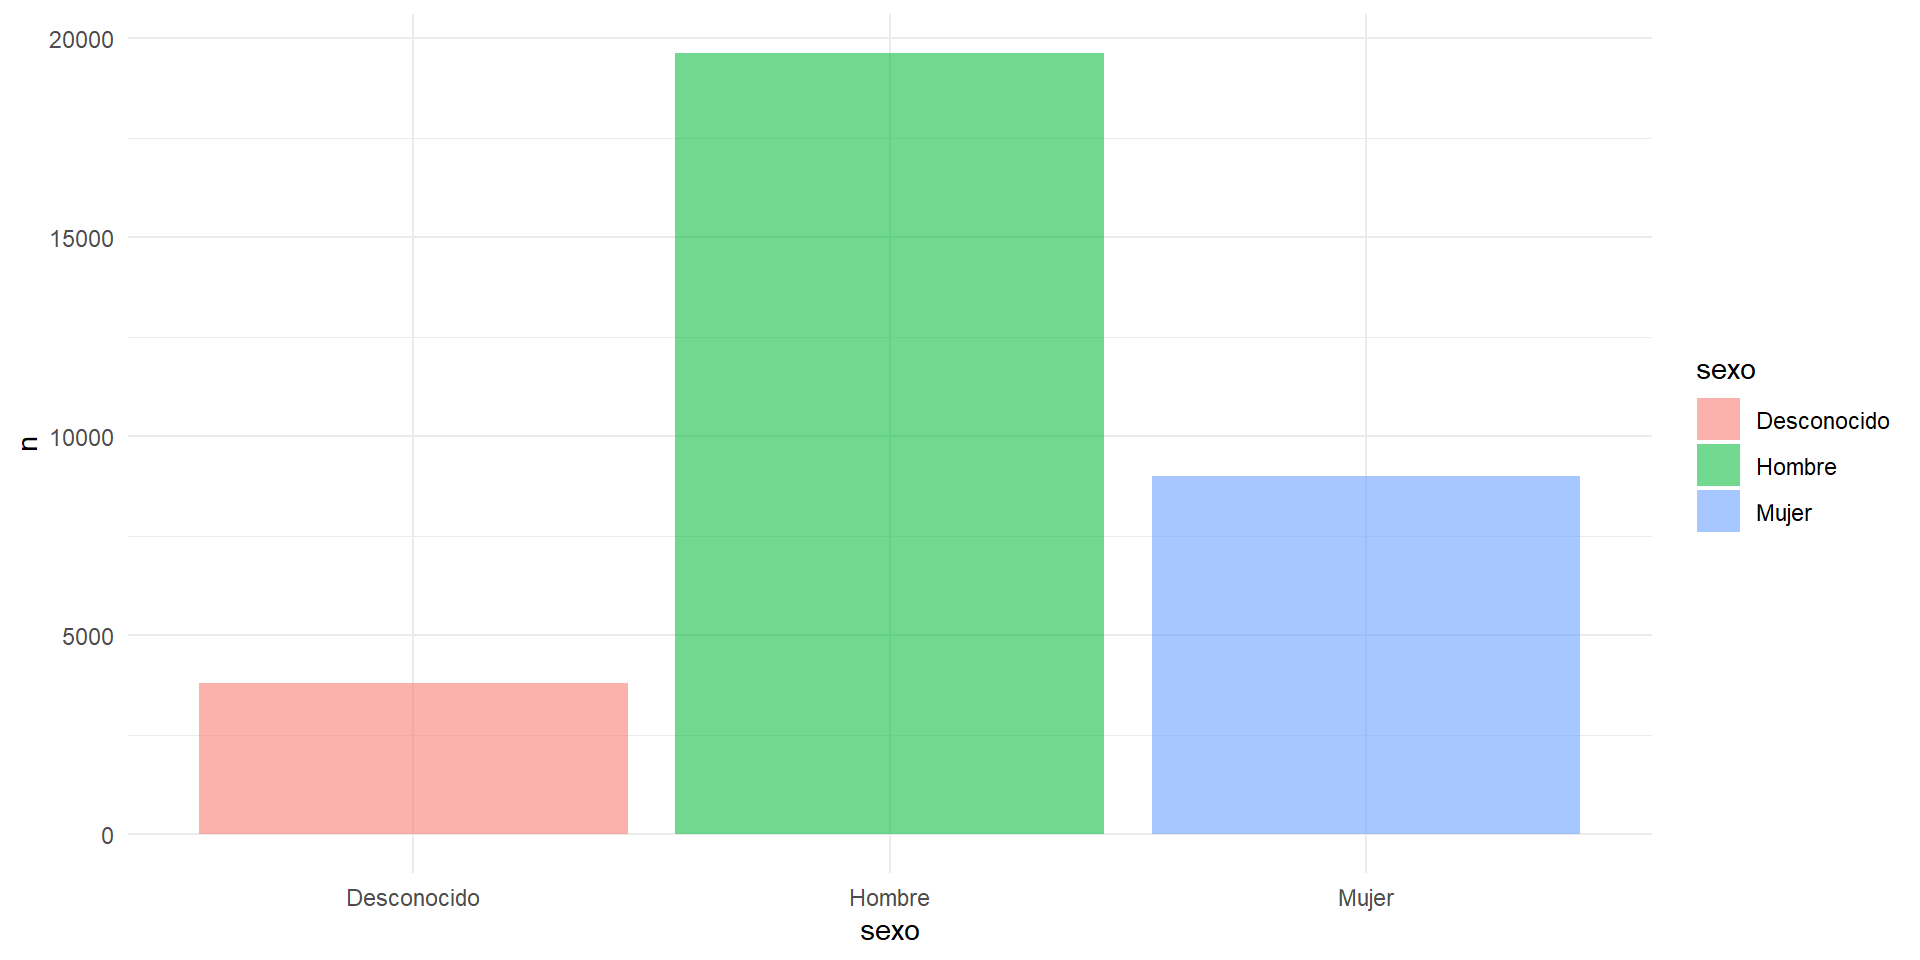 20000
15000
10000
5000
0
n
Desconocido
Hombre
Mujer
sexo
sexo
Desconocido
Hombre
Mujer